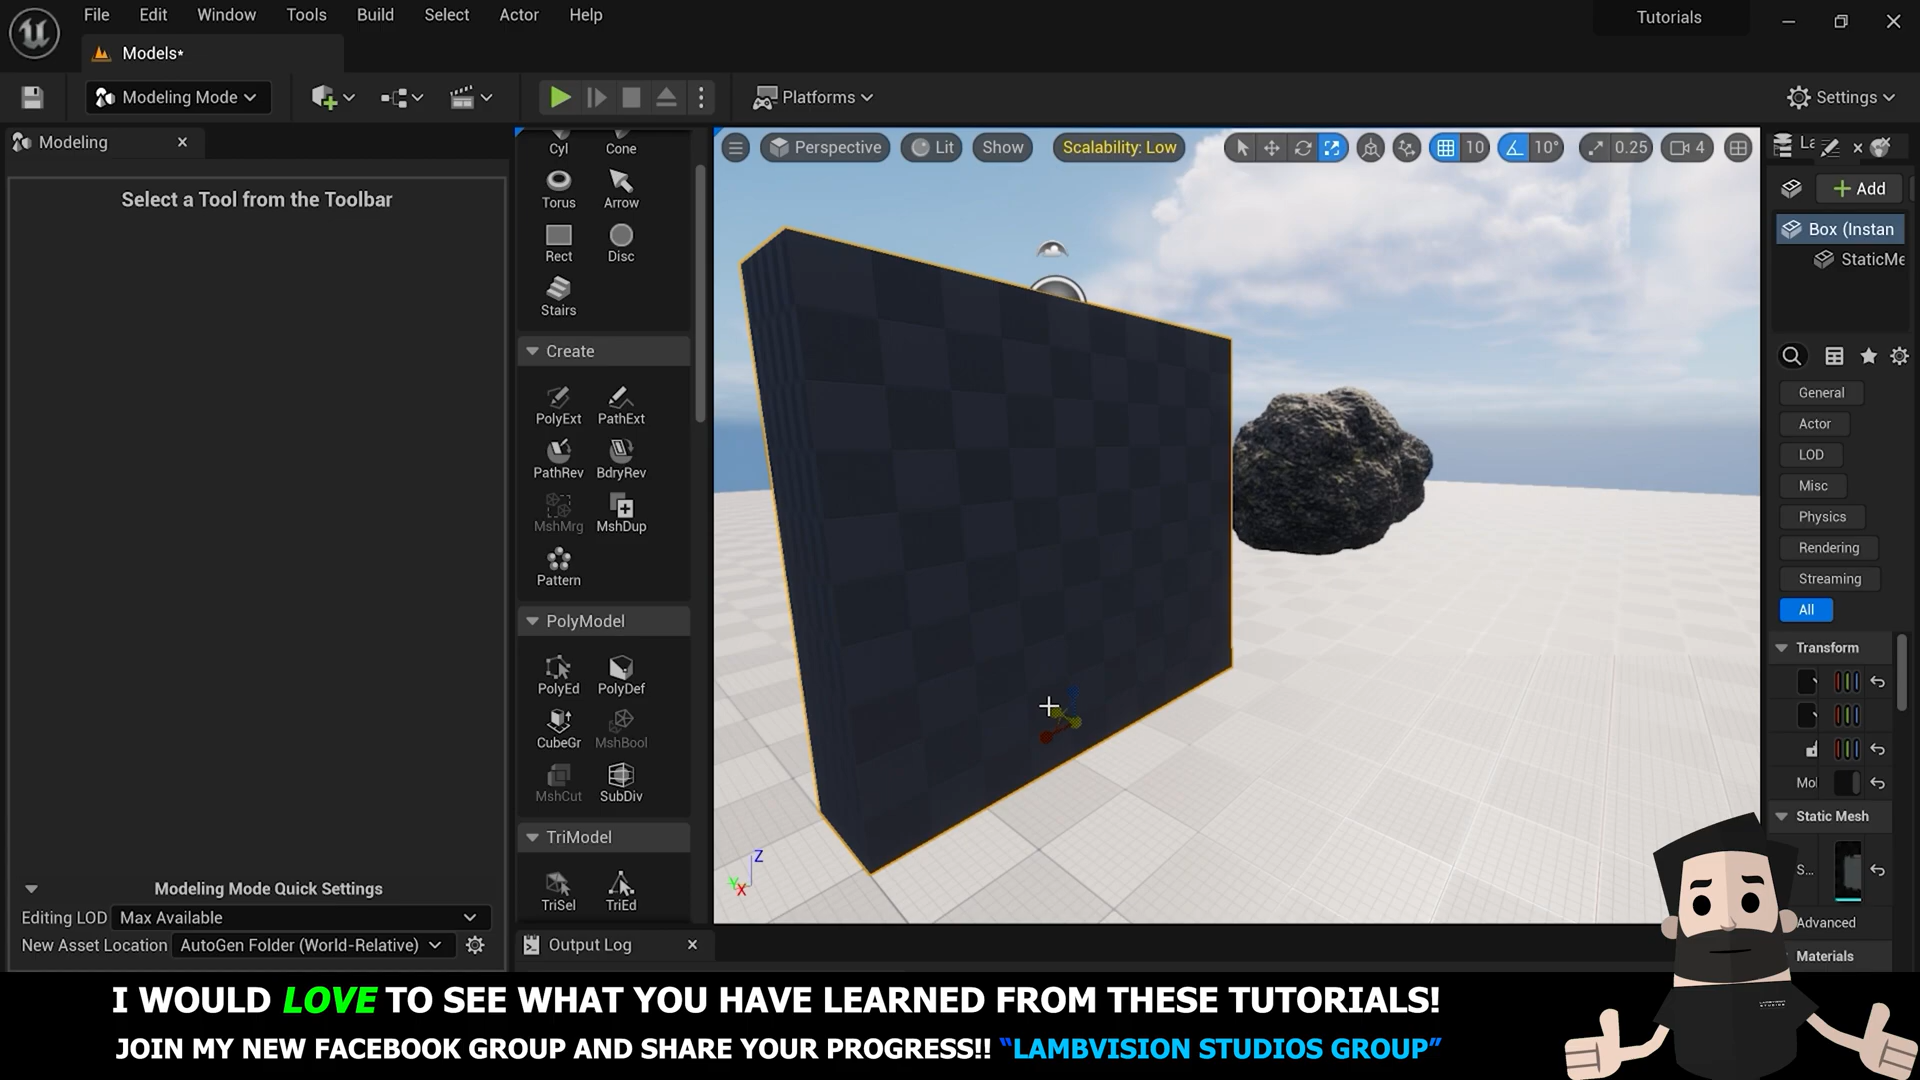 File Edit Window Tools Build Select Actor Help
Tutorials
Models*
Modeling Mode
Platforms
Settings
Modeling
Cyl Cone
Perspective Lit Show Scalability: Low 10 10° 0.25 4
La
Select a Tool from the Toolbar
Torus Arrow
Add
Rect Disc
Box (Instan
StaticMe
Stairs
Create
PolyExt PathExt
General
Actor
PathRev BdryRev
LOD
Misc
MshMrg MshDup
Physics
Pattern
Rendering
Streaming
All
PolyModel
Transform
PolyEd PolyDef
CubeGr MshBool
MshCut SubDiv
Mol
Static Mesh
TriModel
S...
TriSel TriEd
Z
Y X
Modeling Mode Quick Settings
Editing LOD Max Available
New Asset Location AutoGen Folder (World-Relative)
Output Log
Advanced
Materials
I WOULD LOVE TO SEE WHAT YOU HAVE LEARNED FROM THESE TUTORIALS!
JOIN MY NEW FACEBOOK GROUP AND SHARE YOUR PROGRESS!! “LAMBVISION STUDIOS GROUP”